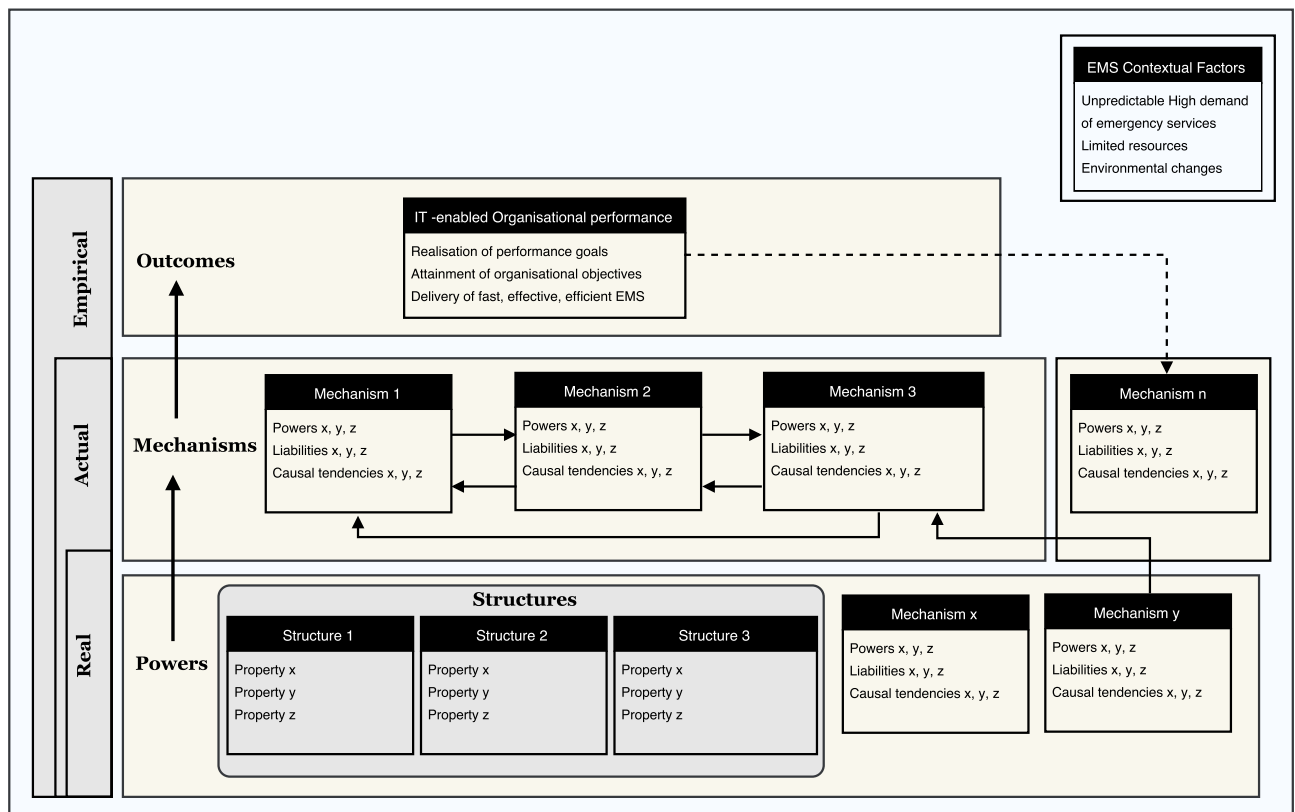 EMS Contextual Factors
Unpredictable High demand
of emergency services
Limited resources
Environmental changes
Empirical
Outcomes
IT -enabled Organisational performance
Realisation of performance goals
Attainment of organisational objectives
Delivery of fast, effective, efficient EMS
Actual
Mechanisms
Mechanism 1
Powers x, y, z
Liabilities x, y, z
Causal tendencies x, y, z
Mechanism 2
Powers x, y, z
Liabilities x, y, z
Causal tendencies x, y, z
Mechanism 3
Powers x, y, z
Liabilities x, y, z
Causal tendencies x, y, z
Mechanism n
Powers x, y, z
Liabilities x, y, z
Causal tendencies x, y, z
Real
Powers
Structures
Structure 1
Property x
Property y
Property z
Structure 2
Property x
Property y
Property z
Structure 3
Property x
Property y
Property z
Mechanism x
Powers x, y, z
Liabilities x, y, z
Causal tendencies x, y, z
Mechanism y
Powers x, y, z
Liabilities x, y, z
Causal tendencies x, y, z